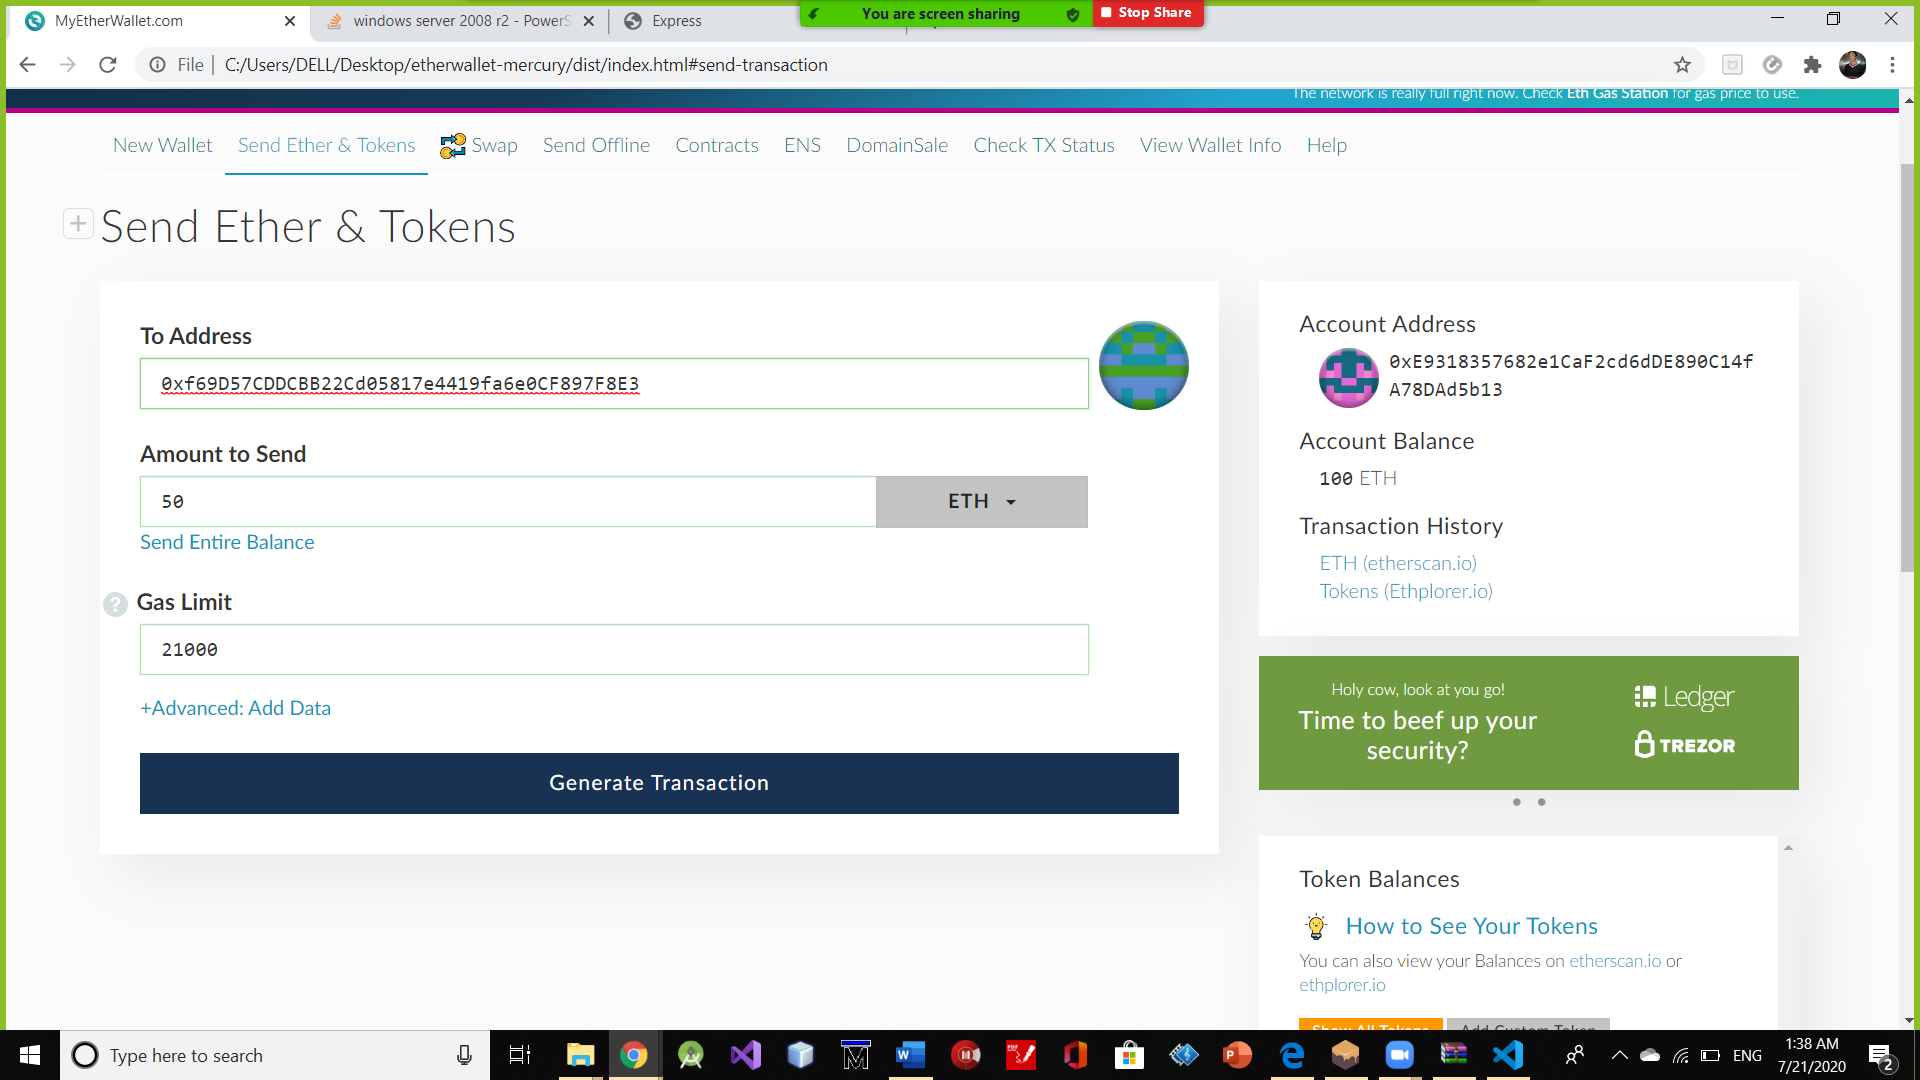 MyEtherWallet.com
windows server 2008 r2 - PowerS
Express
You are screen sharing
Stop Share
File
C:/Users/DELL/Desktop/etherwallet-mercury/dist/index.html#send-transaction
The network is really full right now. Check Eth Gas Station for gas price to use.
New Wallet
Send Ether & Tokens
Swap
Send Offline
Contracts
ENS
DomainSale
Check TX Status
View Wallet Info
Help
+
Send Ether & Tokens
To Address
0xf69D57CDDCBB22Cd05817e4419fa6e0CF897F8E3
Amount to Send
50
ETH
Send Entire Balance
?
Gas Limit
21000
+Advanced: Add Data
Generate Transaction
Account Address
0xE9318357682e1CaF2cd6dDE890C14f
A78DAd5b13
Account Balance
100 ETH
Transaction History
ETH (etherscan.io)
Tokens (Ethplorer.io)
Holy cow, look at you go!
Time to beef up your
security?
Ledger
TREZOR
Token Balances
How to See Your Tokens
You can also view your Balances on etherscan.io or
ethplorer.io
Show All Tokens
Add Custom Token
Type here to search
ENG
1:38 AM
7/21/2020
2